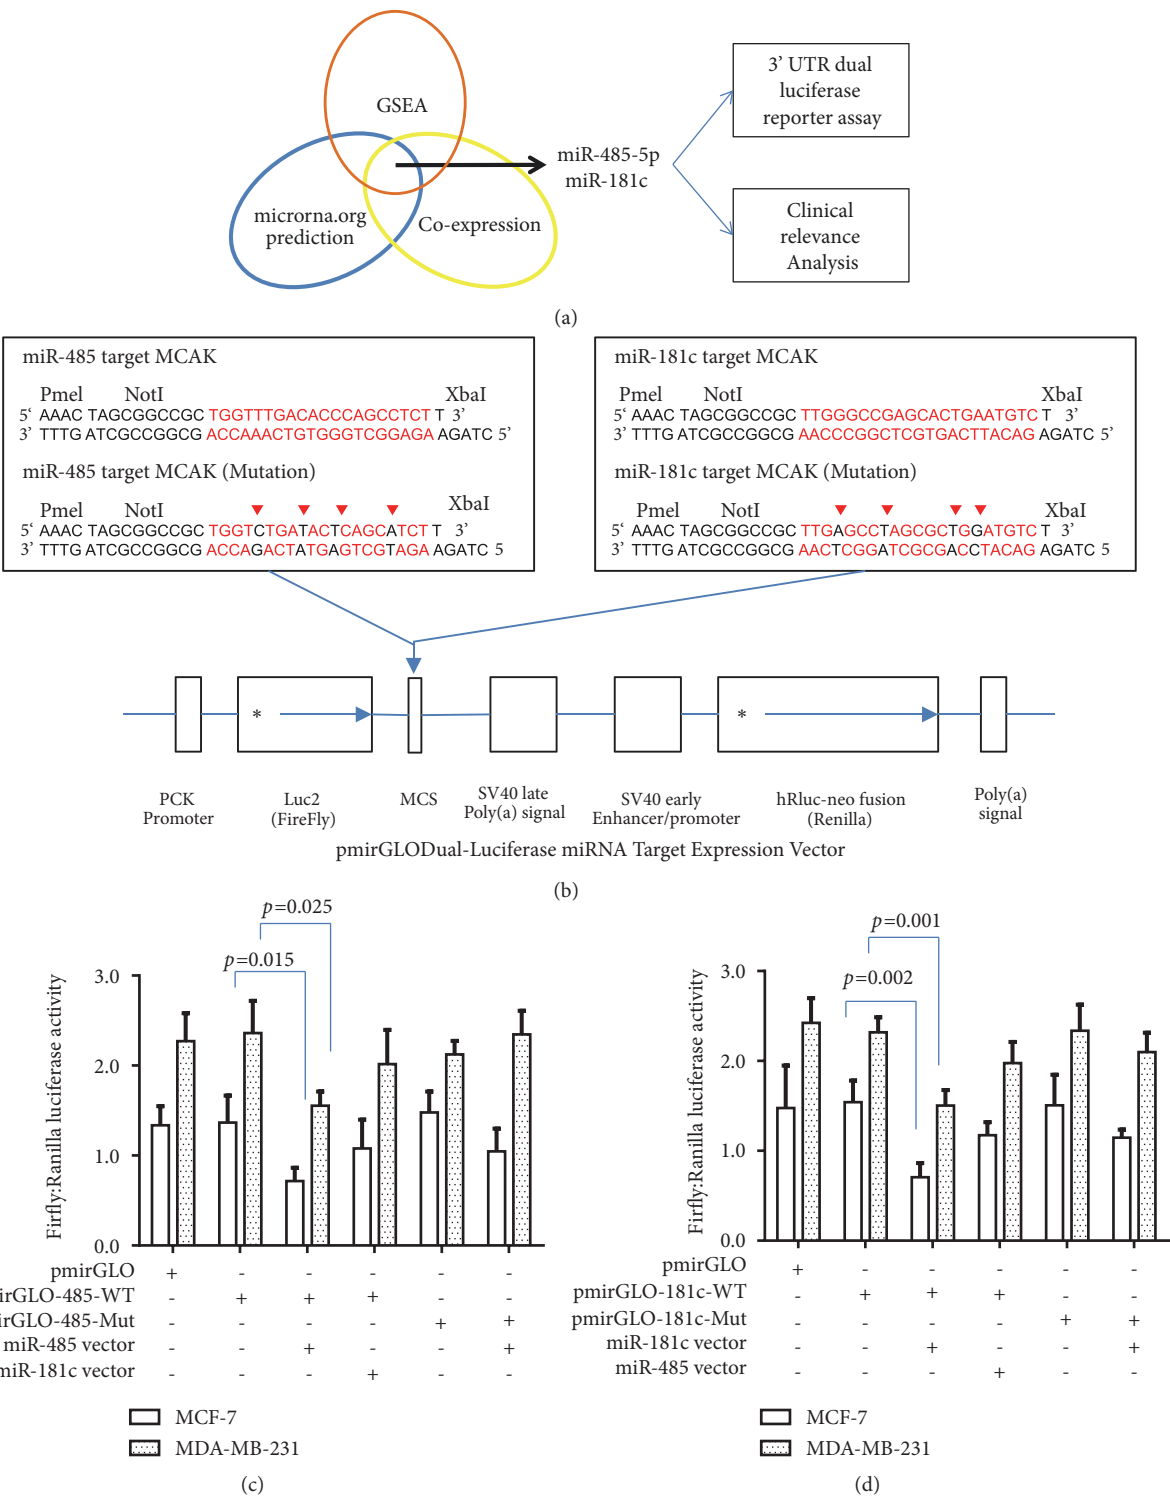 GSEA
microrna.org
prediction
Co-expression
miR-485-5p
miR-181c
3’ UTR dual
luciferase
reporter assay
Clinical
relevance
Analysis
(a)
miR-485 target MCAK
Pmel NotI XbaI
5‘ AAAC TAGCGGCCGC TGGTTTGACACCCAGCCTCT T 3’
3’ TTTG ATCGCCGGCG ACCAAACTGTGGGTCGGAGA AGATC 5’
miR-485 target MCAK (Mutation)
Pmel NotI XbaI
5‘ AAAC TAGCGGCCGC TGGTCTGATACTCAGCATCT T 3’
3’ TTTG ATCGCCGGCG ACCAGACTATGAGTCGTAGA AGATC 5
miR-181c target MCAK
Pmel NotI XbaI
5‘ AAAC TAGCGGCCGC TTGGGCCGAGCACTGAATGTC T 3’
3’ TTTG ATCGCCGGCG AACCCGGCTCGTGACTTACAG AGATC 5’
miR-181c target MCAK (Mutation)
Pmel NotI XbaI
5‘ AAAC TAGCGGCCGC TTGAGCCTAGCGCTGGATGTC T 3’
3’ TTTG ATCGCCGGCG AACTCGGATCGCGACCTACAG AGATC 5
* *
PCK
Promoter
Luc2
(FireFly)
MCS
SV40 late
Poly(a) signal
SV40 early
Enhancer/promoter
hRluc-neo fusion
(Renilla)
Poly(a)
signal
pmirGLODual-Luciferase miRNA Target Expression Vector
(b)
p=0.025
p=0.015
Firfly:Ranilla luciferase activity
3.0
2.0
1.0
0.0
pmirGLO + - - - - -
irGLO-485-WT - + + + - -
irGLO-485-Mut - - - - + +
miR-485 vector - - + - - +
miR-181c vector - - - + - -
MCF-7
MDA-MB-231
(c)
p=0.001
p=0.002
Firfly:Ranilla luciferase activity
3.0
2.0
1.0
0.0
pmirGLO + - - - - -
pmirGLO-181c-WT - + + + - -
pmirGLO-181c-Mut - - - - + +
miR-181c vector - - + - - +
miR-485 vector - - - + - -
MCF-7
MDA-MB-231
(d)